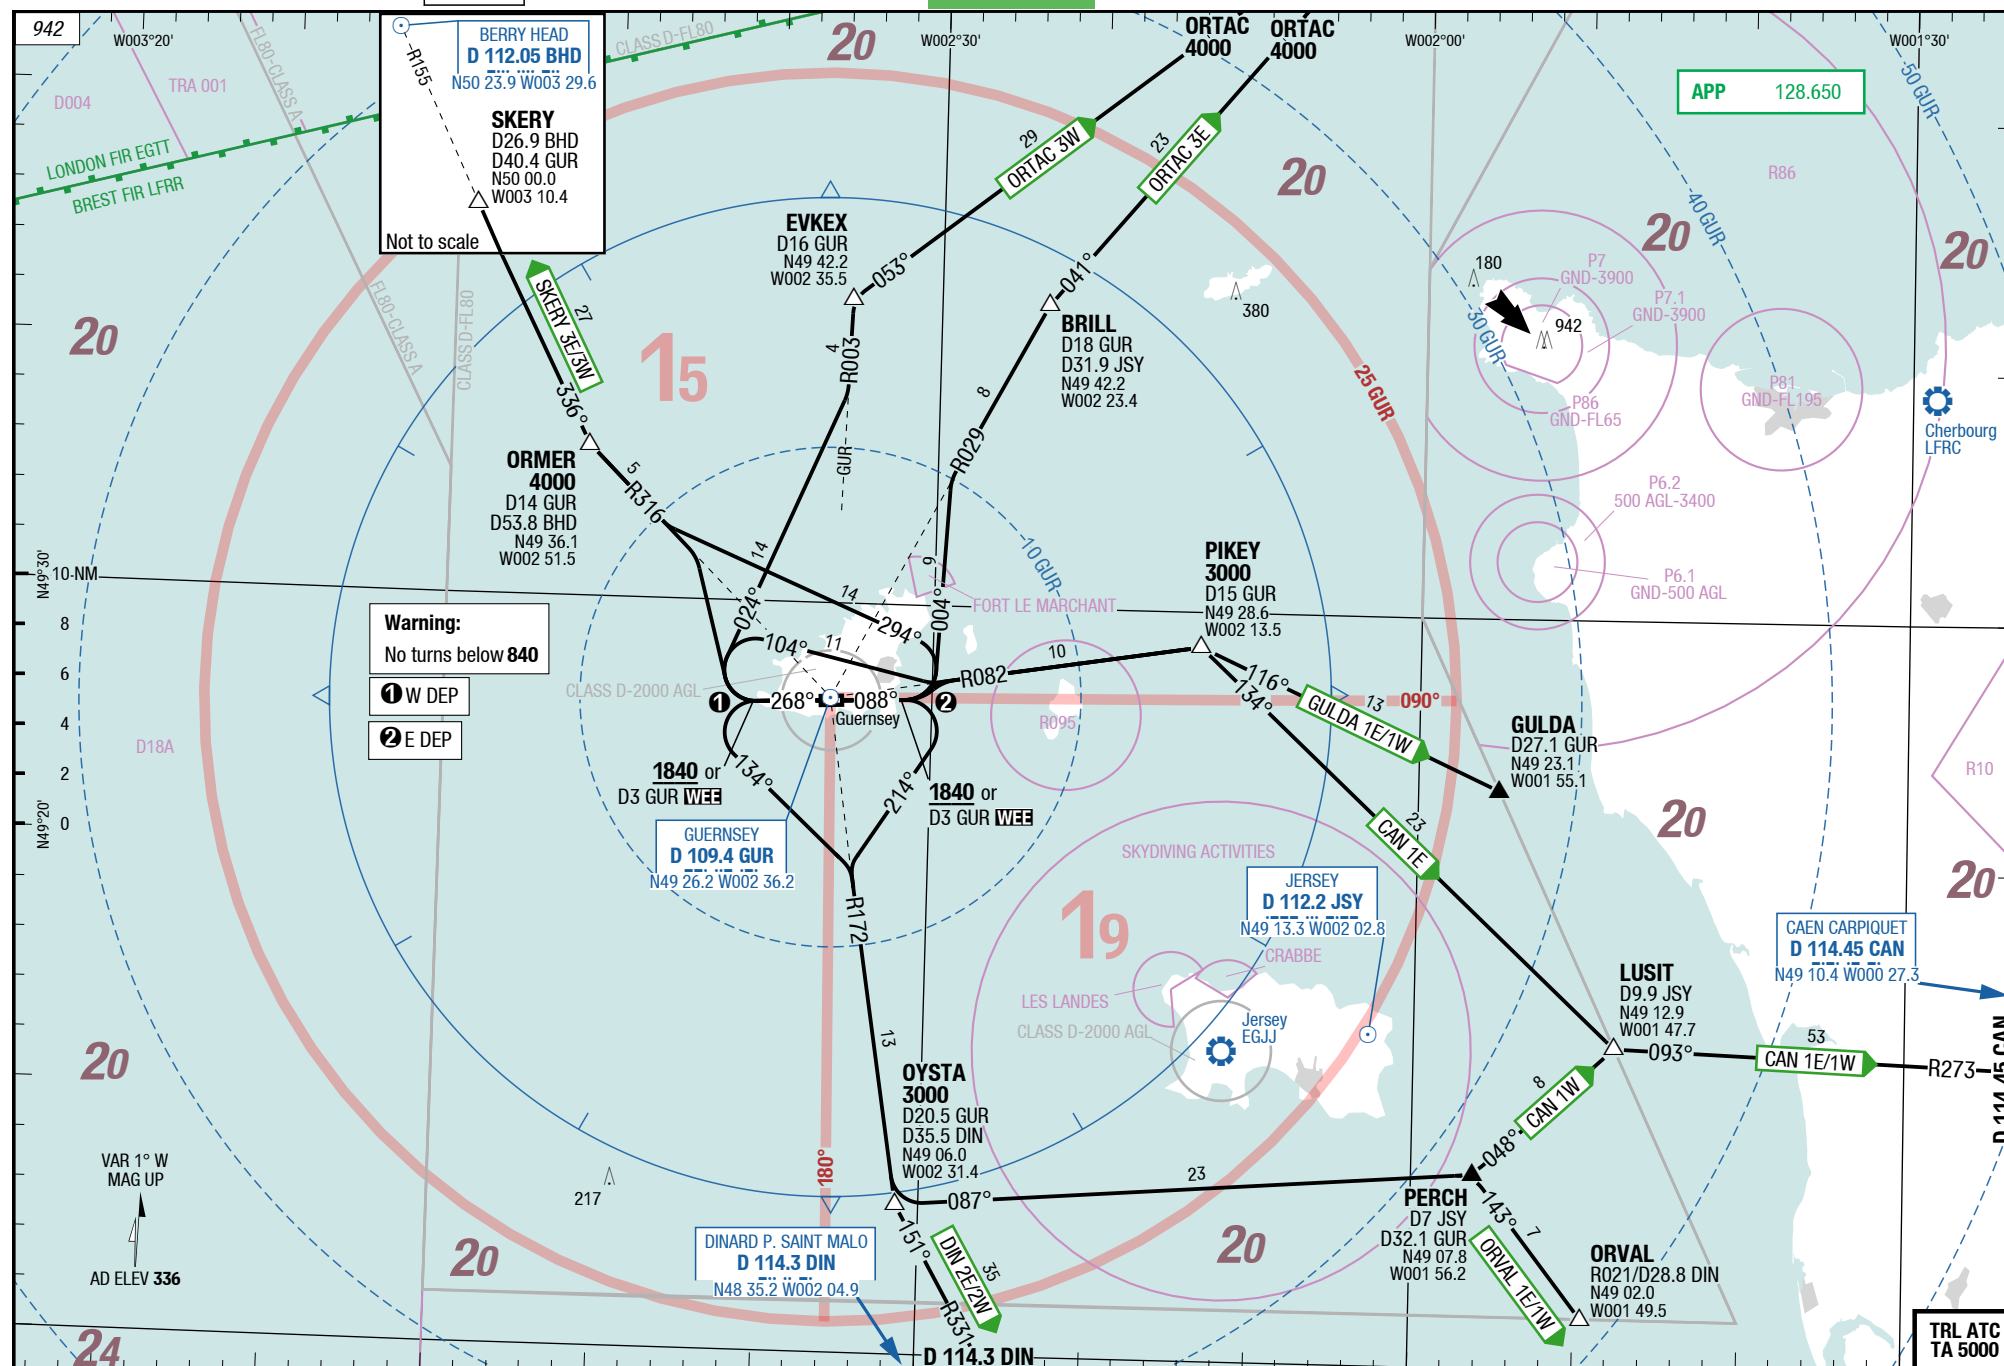 942
W003°20'
W002°30'
W002°00'
W001°30'
BERRY HEAD
D 112.05 BHD
N50 23.9 W003 29.6
R155
SKERY
D26.9 BHD
D40.4 GUR
N50 00.0
W003 10.4
Not to scale
D004
TRA 001
FL80-CLASS A
LONDON FIR EGTT
BREST FIR LFRR
CLASS D-FL80
20
ORTAC
4000
ORTAC
4000
APP 128.650
50 GUR
R86
29
ORTAC 3W
23
ORTAC 3E
20
20
20
40 GUR
EVKEX
D16 GUR
N49 42.2
W002 35.5
053°
041°
BRILL
D18 GUR
D31.9 JSY
N49 42.2
W002 23.4
380
180
942
P7
GND-3900
P7.1
GND-3900
30 GUR
P86
GND-FL65
P81
GND-FL195
Cherbourg
LFRC
20
FL80-CLASS A
CLASS D-FL80
27
SKERY 3E/3W
336°
15
4
R003
GUR
8
R029
25 GUR
ORMER
4000
D14 GUR
D53.8 BHD
N49 36.1
W002 51.5
5
R316
P6.2
500 AGL-3400
P6.1
GND-500 AGL
N49°30'
10-NM
8
6
4
2
0
N49°20'
14
024°
14
294°
9
004°
10 GUR
FORT LE MARCHANT
PIKEY
3000
D15 GUR
N49 28.6
W002 13.5
Warning:
No turns below 840
1 W DEP
2 E DEP
CLASS D-2000 AGL
104°
11
1
268°
088°
2
Guernsey
R082
10
R095
116°
134°
13
GULDA 1E/1W
090°
GULDA
D27.1 GUR
N49 23.1
W001 55.1
D18A
R10
1840 or
D3 GUR WEE
134°
214°
1840 or
D3 GUR WEE
GUERNSEY
D 109.4 GUR
N49 26.2 W002 36.2
SKYDIVING ACTIVITIES
23
CAN 1E
20
20
R172
19
JERSEY
D 112.2 JSY
N49 13.3 W002 02.8
CAEN CARPIQUET
D 114.45 CAN
N49 10.4 W000 27.3
CRABBE
LES LANDES
CLASS D-2000 AGL
Jersey
EGJJ
LUSIT
D9.9 JSY
N49 12.9
W001 47.7
093°
53
CAN 1E/1W
R273
D 114.45 CAN
20
13
OYSTA
3000
D20.5 GUR
D35.5 DIN
N49 06.0
W002 31.4
8
CAN 1W
048°
VAR 1° W
MAG UP
AD ELEV 336
217
180°
087°
23
PERCH
D7 JSY
D32.1 GUR
N49 07.8
W001 56.2
143°
7
ORVAL 1E/1W
ORVAL
R021/D28.8 DIN
N49 02.0
W001 49.5
20
20
DINARD P. SAINT MALO
D 114.3 DIN
N48 35.2 W002 04.9
151°
DIN 2E/2W
35
R331
D 114.3 DIN
24
TRL ATC
TA 5000